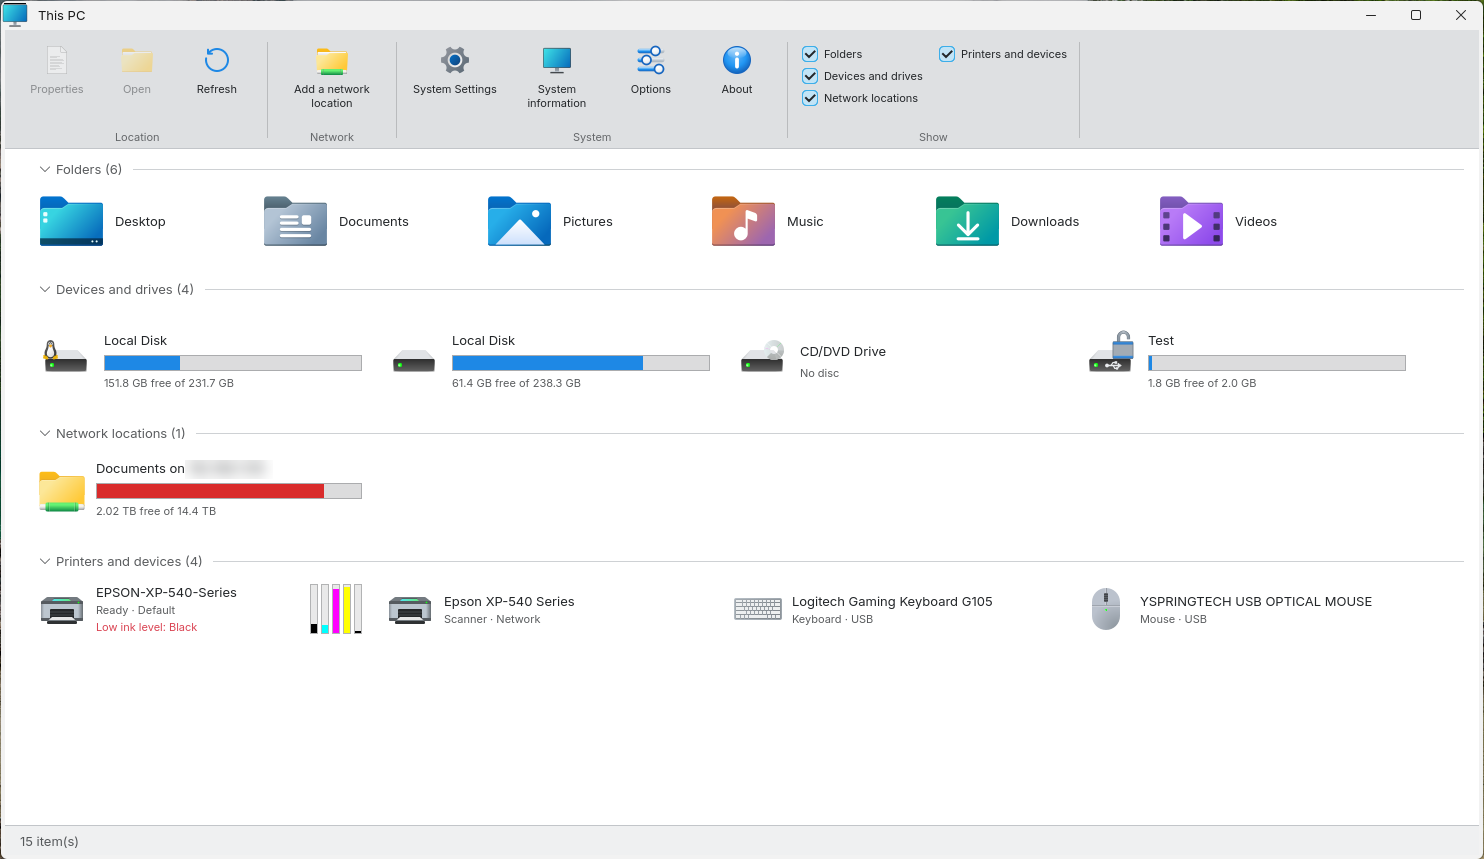 This PC
Properties
Open
Refresh
Location
Add a network
location
Network
System Settings
System
information
Options
About
System
Folders
Devices and drives
Network locations
Printers and devices
Show
Folders (6)
Desktop
Documents
Pictures
Music
Downloads
Videos
Devices and drives (4)
Local Disk
151.8 GB free of 231.7 GB
Local Disk
61.4 GB free of 238.3 GB
CD/DVD Drive
No disc
Test
1.8 GB free of 2.0 GB
Network locations (1)
Documents on
2.02 TB free of 14.4 TB
Printers and devices (4)
EPSON-XP-540-Series
Ready · Default
Low ink level: Black
Epson XP-540 Series
Scanner · Network
Logitech Gaming Keyboard G105
Keyboard · USB
YSPRINGTECH USB OPTICAL MOUSE
Mouse · USB
15 item(s)